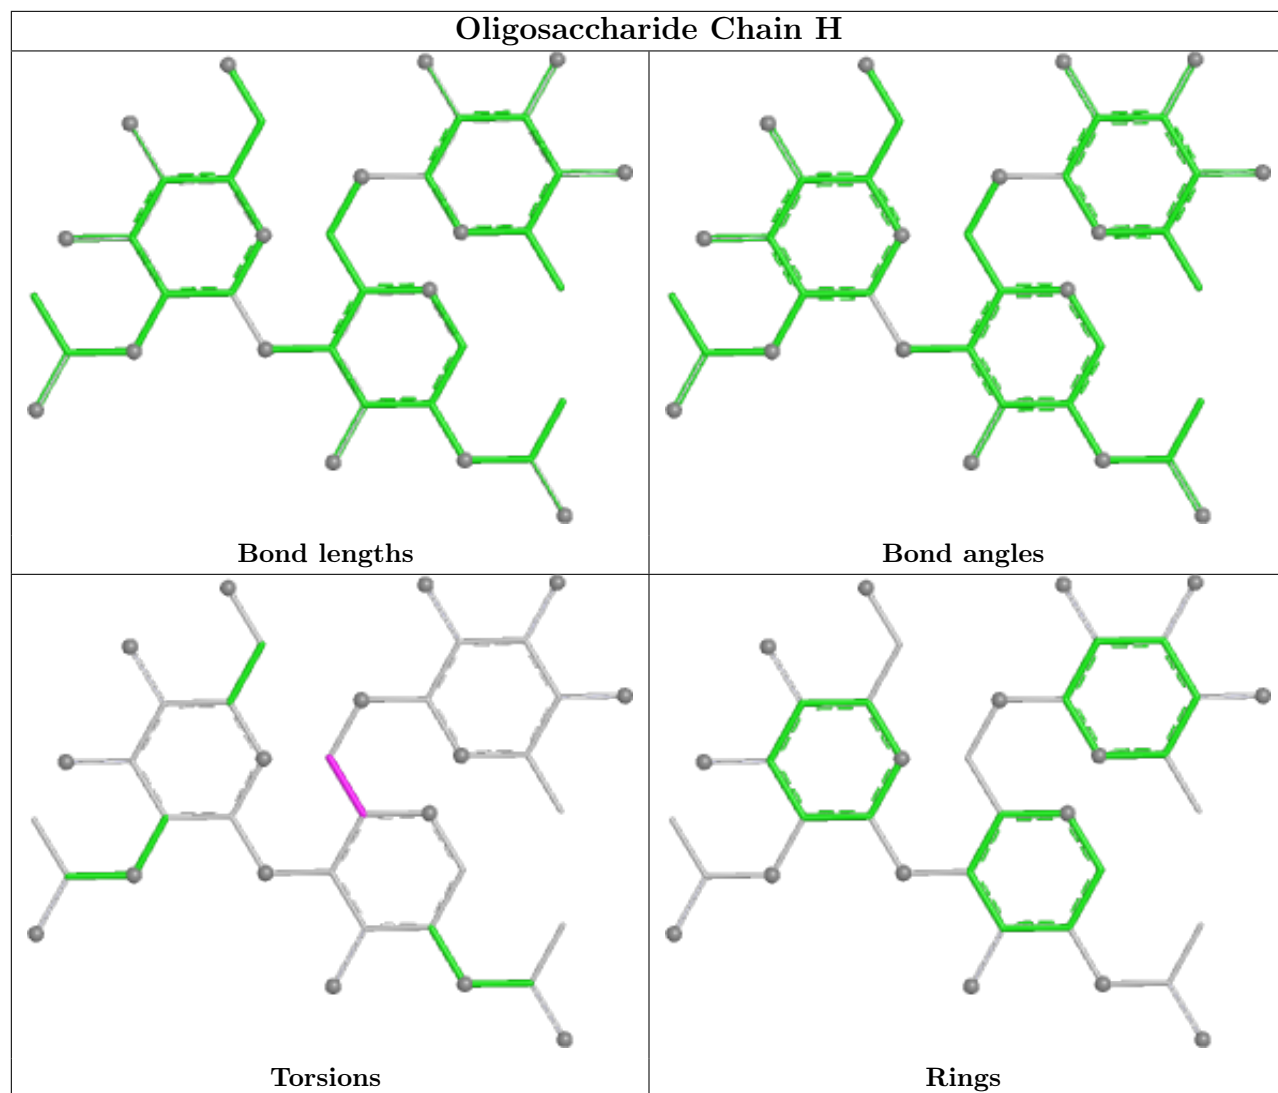 Oligosaccharide Chain H
Bond lengths
Bond angles
Torsions
Rings